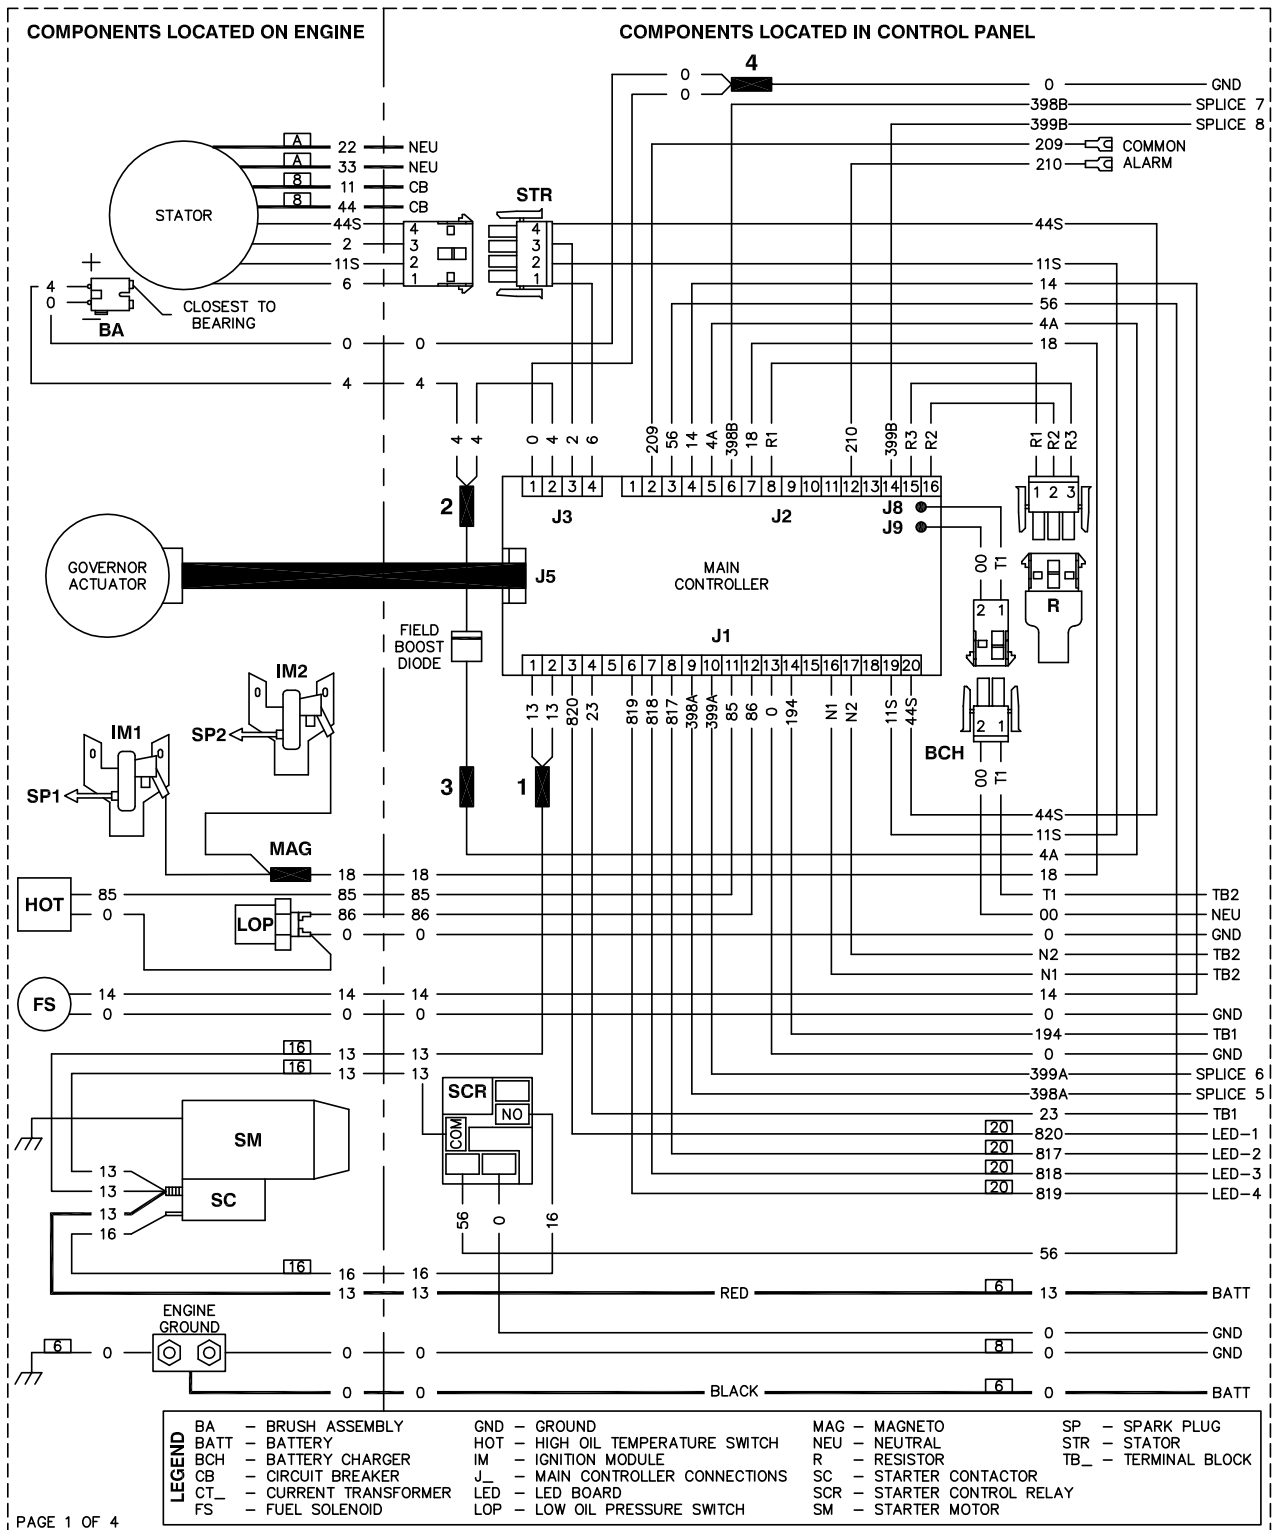 COMPONENTS LOCATED ON ENGINE
COMPONENTS LOCATED IN CONTROL PANEL
4
0
0
0 GND
398B SPLICE 7
399B SPLICE 8
209 COMMON
210 ALARM
STATOR
A 22 NEU
A 33 NEU
8 11 CB
8 44 CB
44S 4
2 3
11S 2
6 1
STR
4 44S
3
2 11S
1
14
56
4A
18
+
4
0
–
BA
CLOSEST TO
BEARING
0 0
4 4
4 4 0 4 2 6 209 56 14 4A 398B 18 R1 210 399B R3 R2 R1 R2 R3
1 2 3 4
1 2 3 4 5 6 7 8 9 10 11 12 13 14 15 16
1 2 3
2
J3
J2
J8
J9
GOVERNOR
ACTUATOR
J5
MAIN
CONTROLLER
00 T1
2 1
R
FIELD
BOOST
DIODE
J1
1 2 3 4 5 6 7 8 9 10 11 12 13 14 15 16 17 18 19 20
13 13 820 23 819 818 817 398A 399A 85 86 0 194 N1 N2 11S 44S
2 1
BCH
00 T1
IM2
SP2
IM1
SP1
3
1
MAG
44S
11S
4A
18 18 18
HOT
85 85 85 T1 TB2
0
LOP
86 86 00 NEU
0 0 0 GND
N2 TB2
N1 TB2
FS
14 14 14 14
0 0 0 0 GND
194 TB1
16 13 13 0 GND
16 13 13 399A SPLICE 6
398A SPLICE 5
23 TB1
SCR
NO
COM
20 820 LED-1
20 817 LED-2
20 818 LED-3
20 819 LED-4
SM
SC
13
13
13
16
56 0 16
56
16 16 16
13 13 RED 6 13 BATT
ENGINE
GROUND
0 GND
6 0 0 0 8 0 GND
0 0 BLACK 6 0 BATT
LEGEND
BA – BRUSH ASSEMBLY
BATT – BATTERY
BCH – BATTERY CHARGER
CB – CIRCUIT BREAKER
CT_ – CURRENT TRANSFORMER
FS – FUEL SOLENOID
GND – GROUND
HOT – HIGH OIL TEMPERATURE SWITCH
IM – IGNITION MODULE
J_ – MAIN CONTROLLER CONNECTIONS
LED – LED BOARD
LOP – LOW OIL PRESSURE SWITCH
MAG – MAGNETO
NEU – NEUTRAL
R – RESISTOR
SC – STARTER CONTACTOR
SCR – STARTER CONTROL RELAY
SM – STARTER MOTOR
SP – SPARK PLUG
STR – STATOR
TB_ – TERMINAL BLOCK
PAGE 1 OF 4